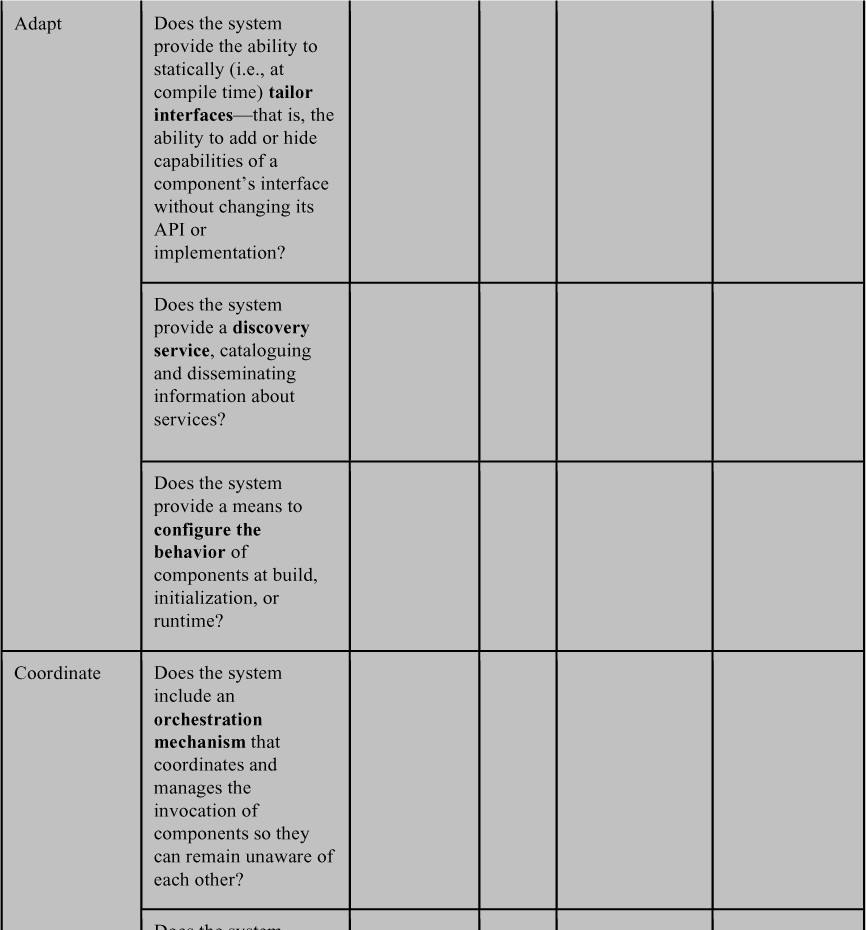 Adapt
Does the system
provide the ability to
statically (i.e., at
compile time) tailor
interfaces—that is, the
ability to add or hide
capabilities of a
component’s interface
without changing its
API or
implementation?
Does the system
provide a discovery
service, cataloguing
and disseminating
information about
services?
Does the system
provide a means to
configure the
behavior of
components at build,
initialization, or
runtime?
Coordinate
Does the system
include an
orchestration
mechanism that
coordinates and
manages the
invocation of
components so they
can remain unaware of
each other?
Does the system